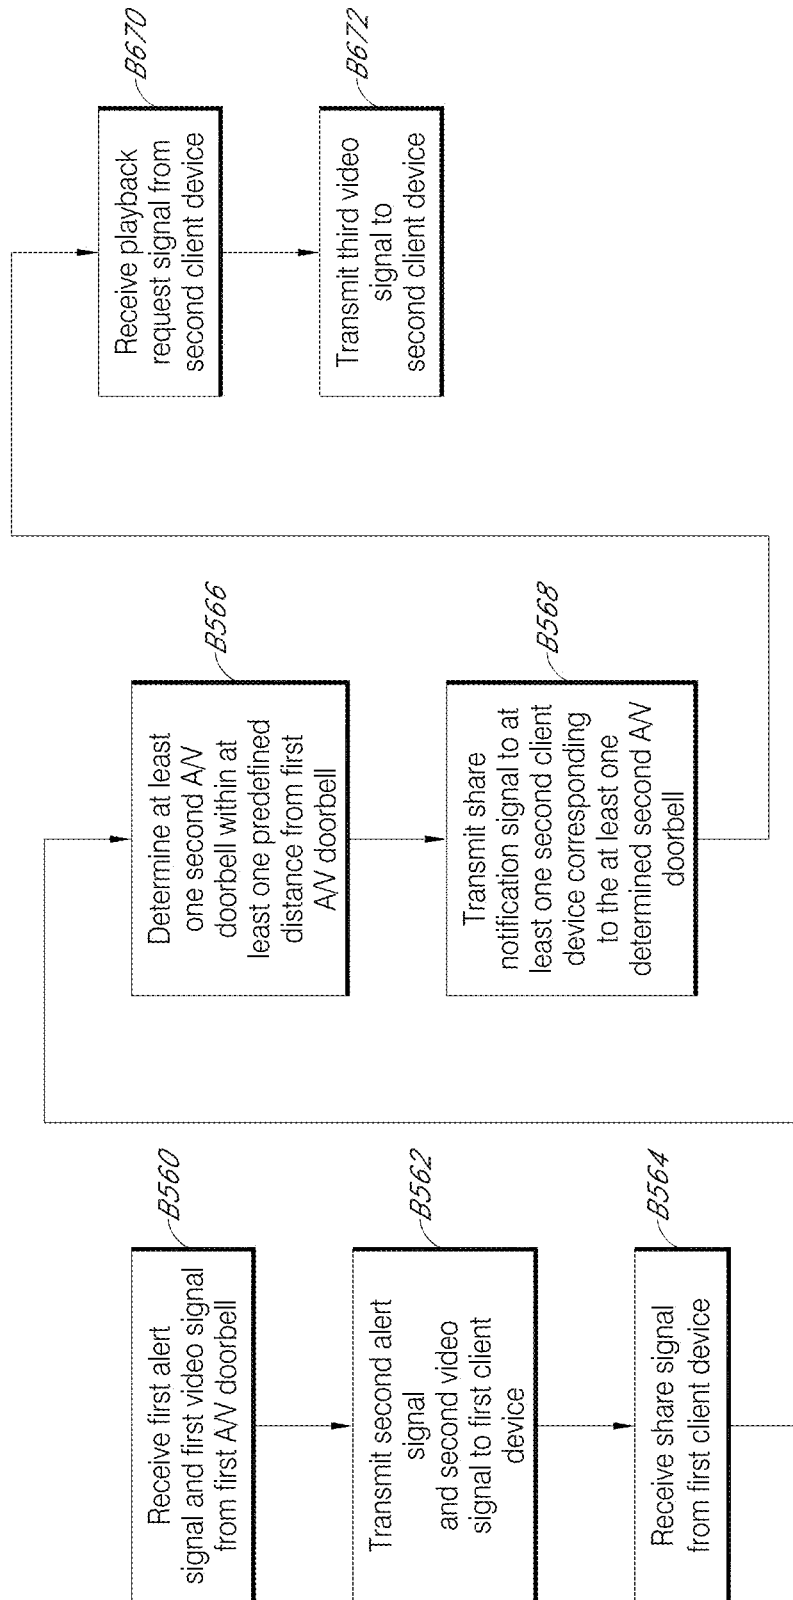 B560
Receive first alert
signal and first video signal
from first A/V doorbell
B562
Transmit second alert
signal
and second video
signal to first client
device
B564
Receive share signal
from first client device
B566
Determine at least
one second A/V
doorbell within at
least one predefined
distance from first
A/V doorbell
B568
Transmit share
notification signal to at
least one second client
device corresponding
to the at least one
determined second A/V
doorbell
B670
Receive playback
request signal from
second client device
B672
Transmit third video
signal to
second client device